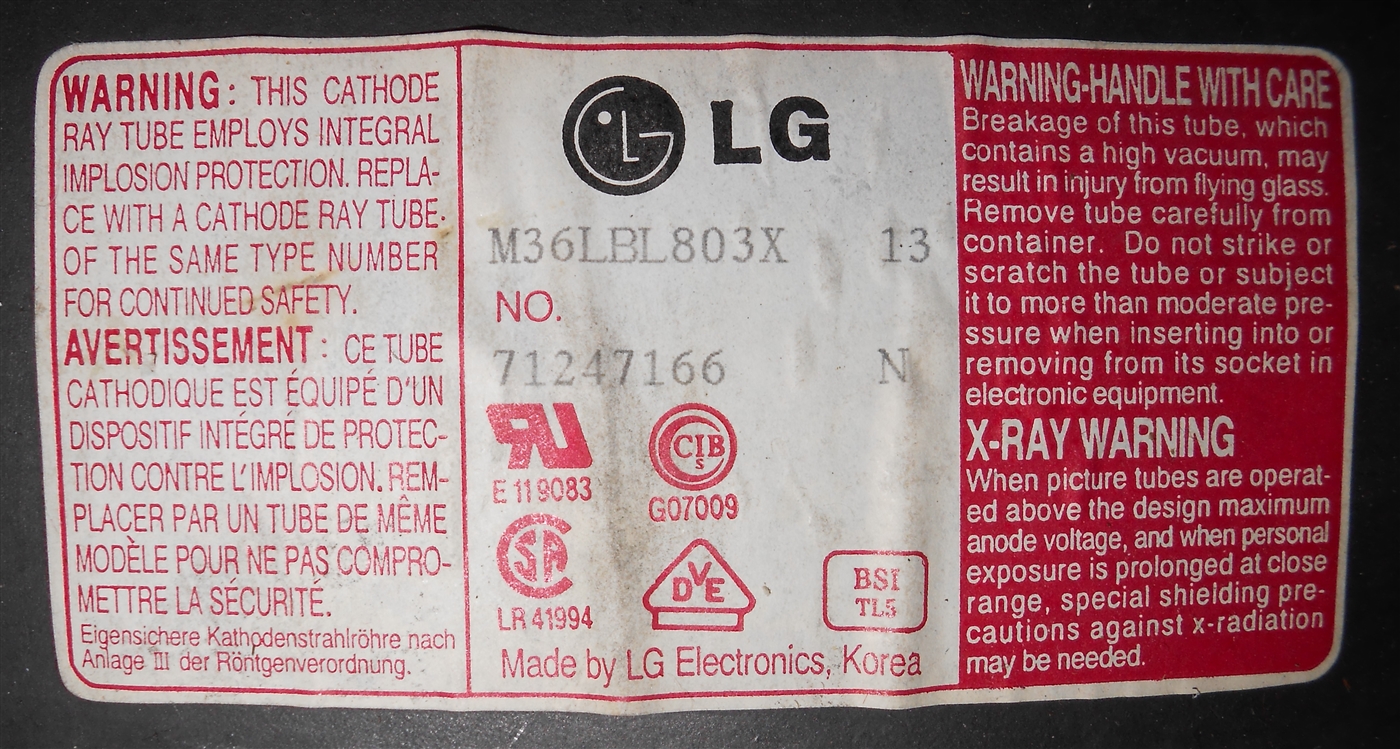 WARNING: THIS CATHODE
RAY TUBE EMPLOYS INTEGRAL
IMPLOSION PROTECTION. REPLA-
CE WITH A CATHODE RAY TUBE.
OF THE SAME TYPE NUMBER
FOR CONTINUED SAFETY.
AVERTISSEMENT: CE TUBE
CATHODIQUE EST ÉQUIPÉ D'UN
DISPOSITIF INTÉGRÉ DE PROTEC-
TION CONTRE L'IMPLOSION. REM-
PLACER PAR UN TUBE DE MÊME
MODÈLE POUR NE PAS COMPRO-
METTRE LA SÉCURITÉ.
Eigensichere Kathodenstrahlröhre nach
Anlage III der Röntgenverordnung.
LG
M36LBL803X 13
NO.
71247166 N
UR
E 119083
CIB
S
G07009
SA
LR 41994
DVE
BSI
TL5
Made by LG Electronics, Korea
WARNING-HANDLE WITH CARE
Breakage of this tube, which
contains a high vacuum, may
result in injury from flying glass.
Remove tube carefully from
container. Do not strike or
scratch the tube or subject
it to more than moderate pre-
ssure when inserting into or
removing from its socket in
electronic equipment.
X-RAY WARNING
When picture tubes are operat-
ed above the design maximum
anode voltage, and when personal
exposure is prolonged at close
range, special shielding pre-
cautions against x-radiation
may be needed.